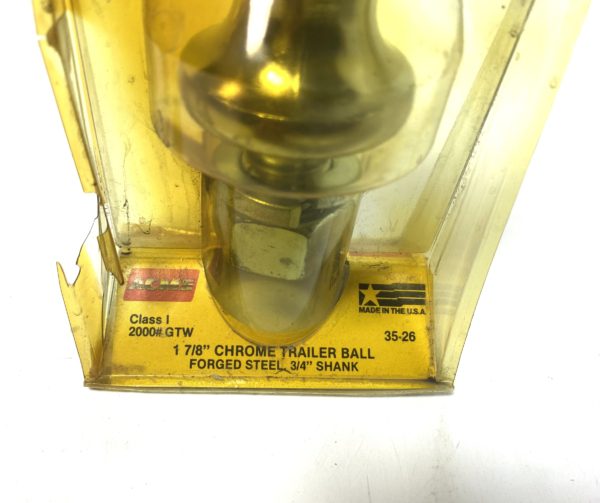 ACME
Class I
2000# GTW
MADE IN THE U.S.A.
35-26
1 7/8" CHROME TRAILER BALL
FORGED STEEL, 3/4" SHANK